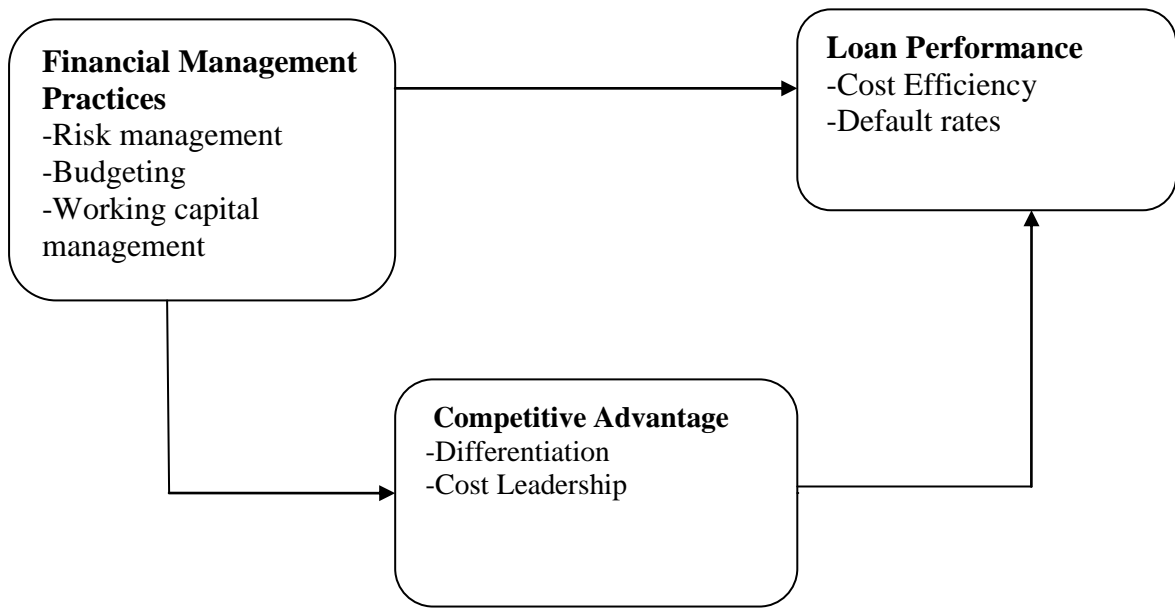 Financial Management
Practices
-Risk management
-Budgeting
-Working capital
management
Loan Performance
-Cost Efficiency
-Default rates
Competitive Advantage
-Differentiation
-Cost Leadership